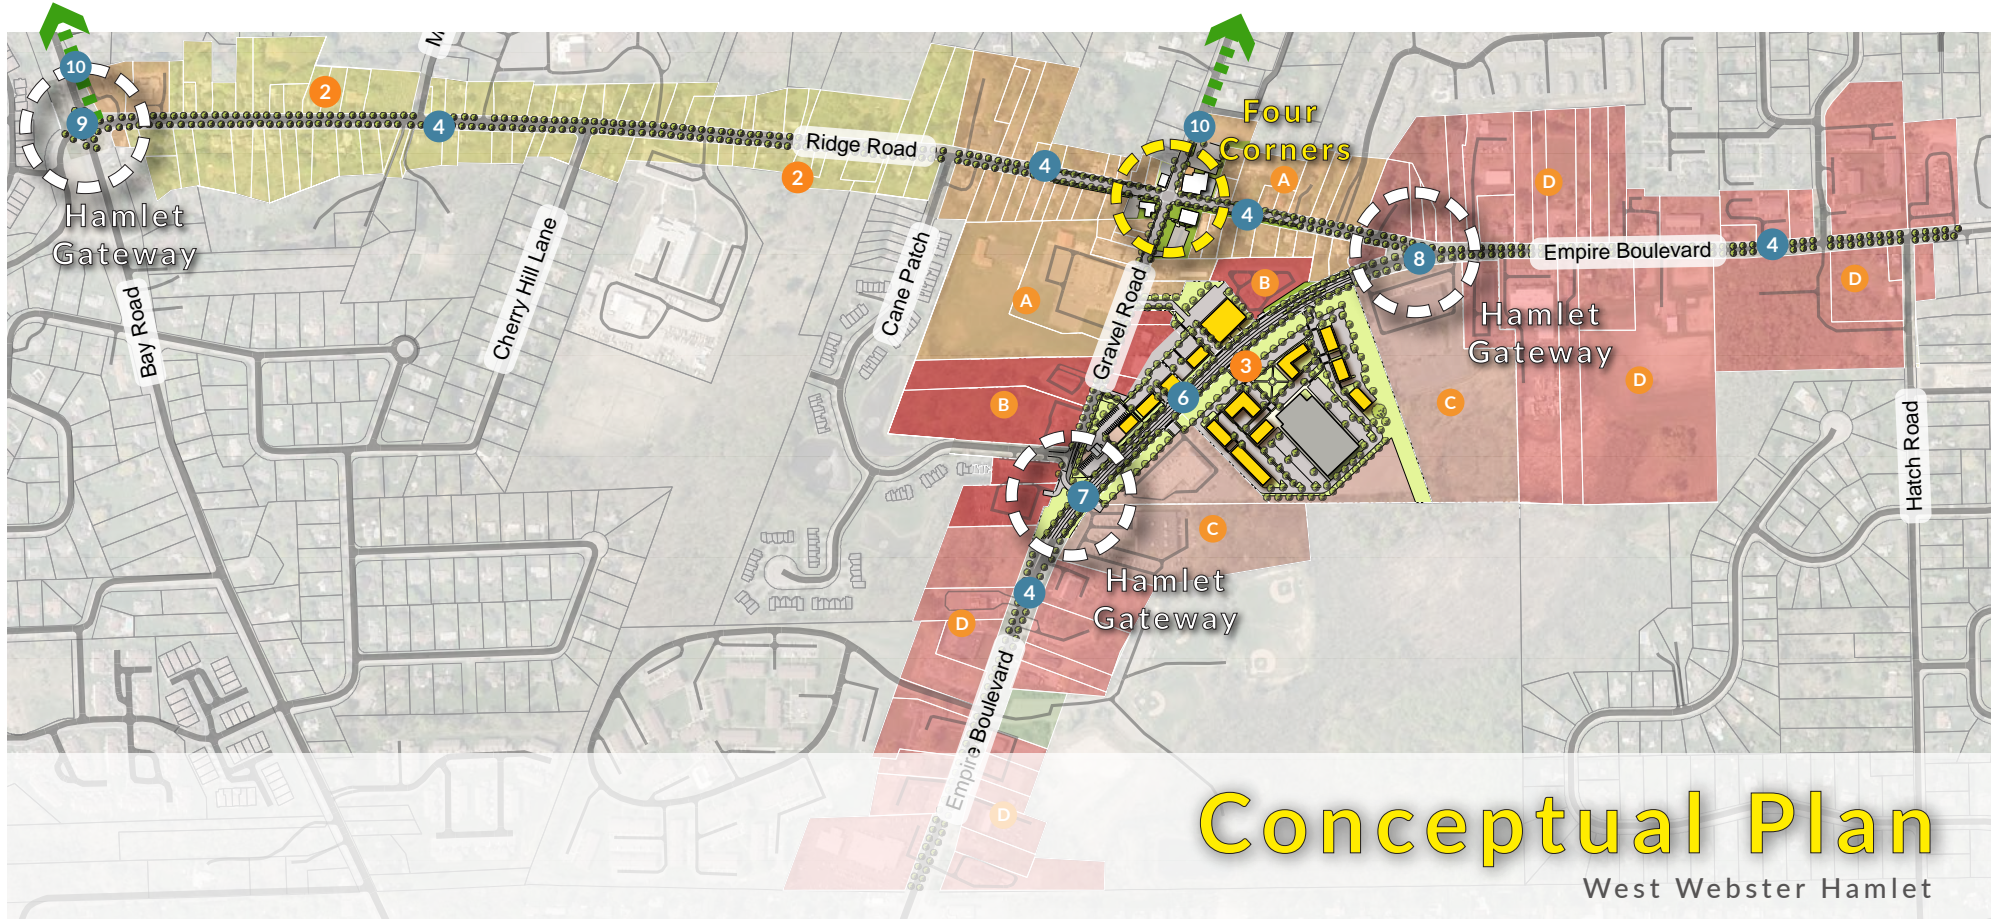 10
9
Hamlet
Gateway
Bay Road
2
M
4
Cherry Hill Lane
2
Ridge Road
Cane Patch
4
10
Four
Corners
A
4
A
Gravel Road
B
B
3
6
7
Hamlet
Gateway
8
Hamlet
Gateway
Empire Boulevard
4
D
D
D
C
C
Hatch Road
4
D
Empire Boulevard
D
Conceptual Plan
West Webster Hamlet